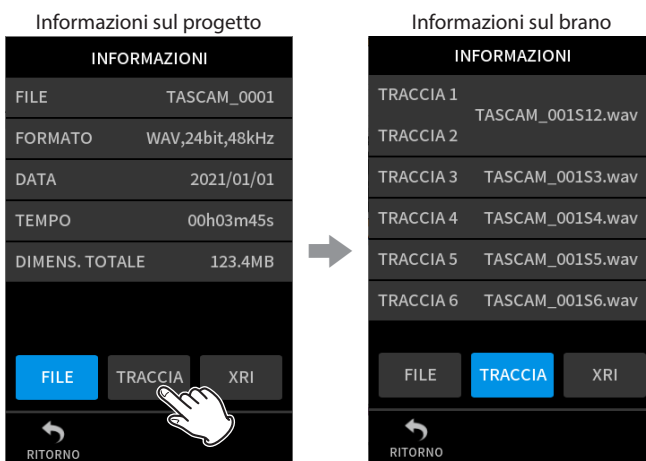 Informazioni sul progetto
INFORMAZIONI
FILE TASCAM_0001
FORMATO WAV,24bit,48kHz
DATA 2021/01/01
TEMPO 00h03m45s
DIMENS. TOTALE 123.4MB
FILE TRACCIA XRI
RITORNO
Informazioni sul brano
INFORMAZIONI
TRACCIA 1
TASCAM_001S12.wav
TRACCIA 2
TRACCIA 3 TASCAM_001S3.wav
TRACCIA 4 TASCAM_001S4.wav
TRACCIA 5 TASCAM_001S5.wav
TRACCIA 6 TASCAM_001S6.wav
FILE TRACCIA XRI
RITORNO